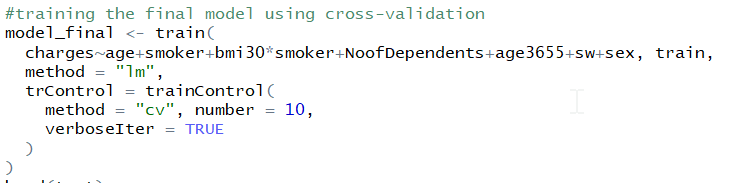 #training the final model using cross-validation
model_final <- train(
  charges~age+smoker+bmi30*smoker+NoofDependents+age3655+sw+sex, train,
  method = "lm",
  trControl = trainControl(
    method = "cv", number = 10,
    verboseIter = TRUE
  )
)